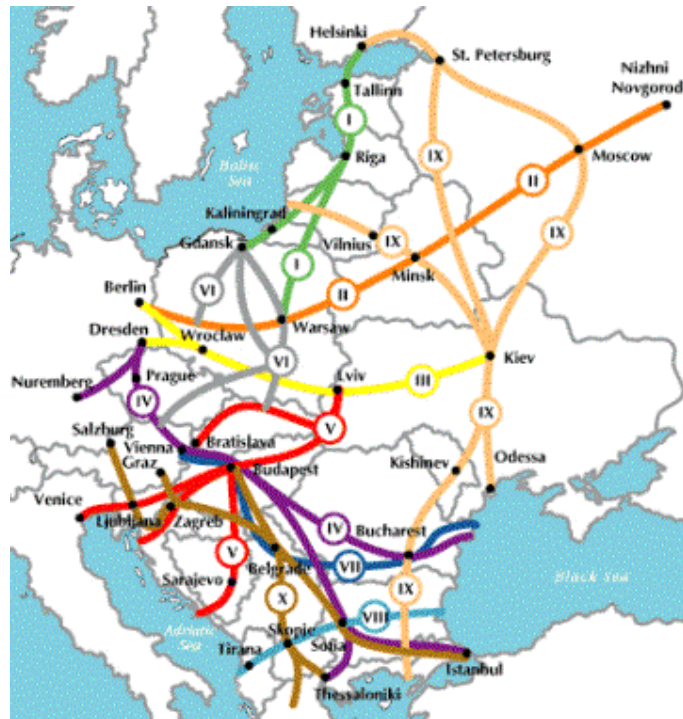 Helsinki
St. Petersburg
Nizhni
Novgorod
Tallinn
I
Moscow
Riga
IX
II
Baltic
Sea
Kaliningrad
Gdansk
Vilnius
IX
IX
Minsk
I
VI
Berlin
II
Warsaw
Dresden
Wroclaw
VI
Kiev
Nuremberg
Prague
Lviv
III
IV
V
IX
Salzburg
Vienna
Bratislava
Graz
Budapest
Kishinev
Odessa
Venice
Ljubljana
Zagreb
IV
Bucharest
V
Belgrade
VII
Sarajevo
IX
Black Sea
X
VIII
Adriatic
Sea
Skopje
Sofia
Tirana
Istanbul
Thessaloniki